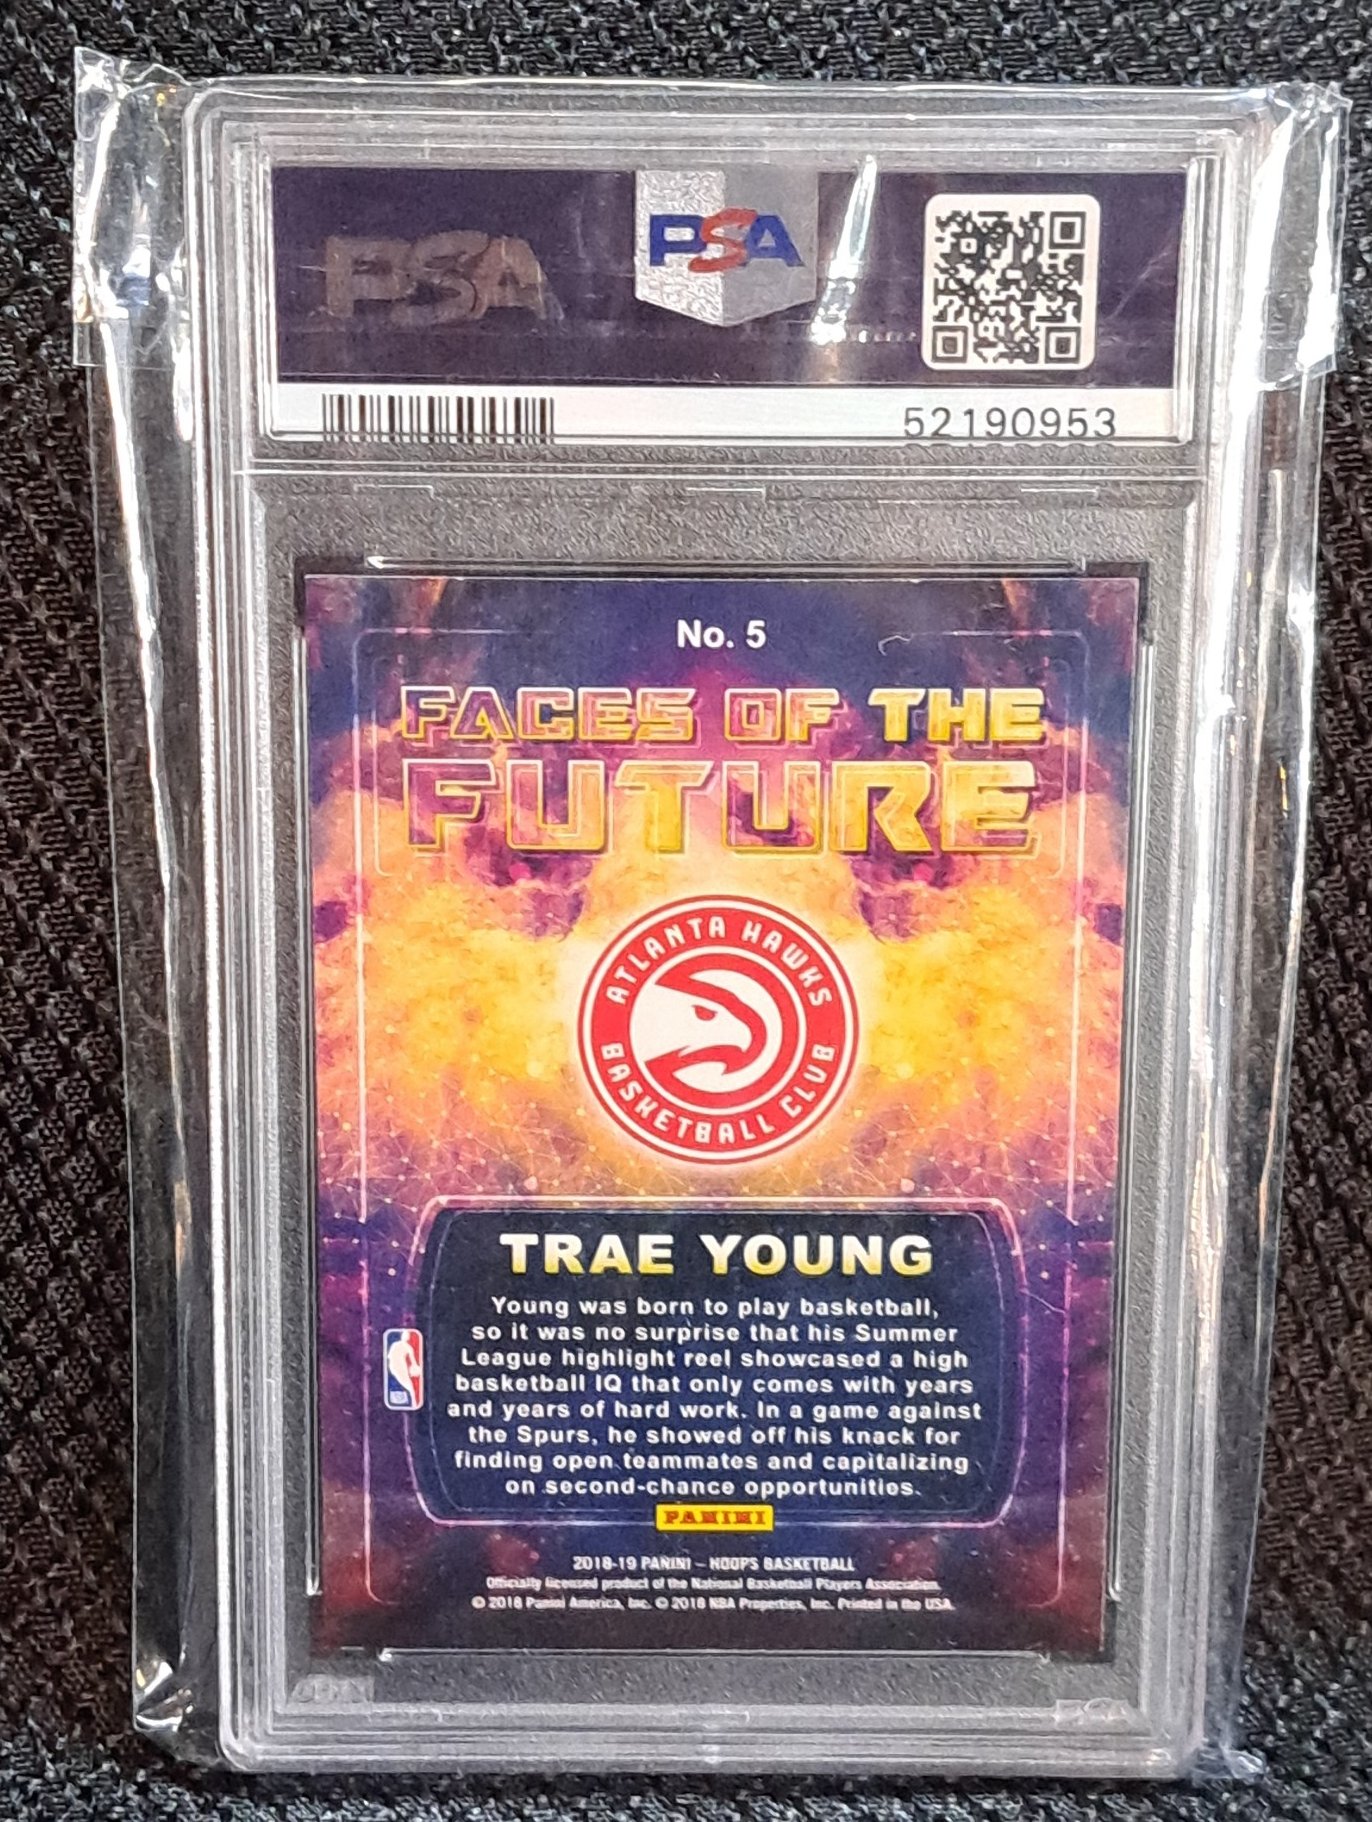 PSA
PSA
52190953
No. 5
FACES OF THE
FUTURE
ATLANTA HAWKS
BASKETBALL CLUB
TRAE YOUNG
Young was born to play basketball,
so it was no surprise that his Summer
League highlight reel showcased a high
basketball IQ that only comes with years
and years of hard work. In a game against
the Spurs, he showed off his knack for
finding open teammates and capitalizing
on second-chance opportunities.
NBA
PANINI
2018-19 PANINI – HOOPS BASKETBALL
Officially licensed product of the National Basketball Players Association.
© 2018 Panini America, Inc. © 2018 NBA Properties, Inc. Printed in the USA.